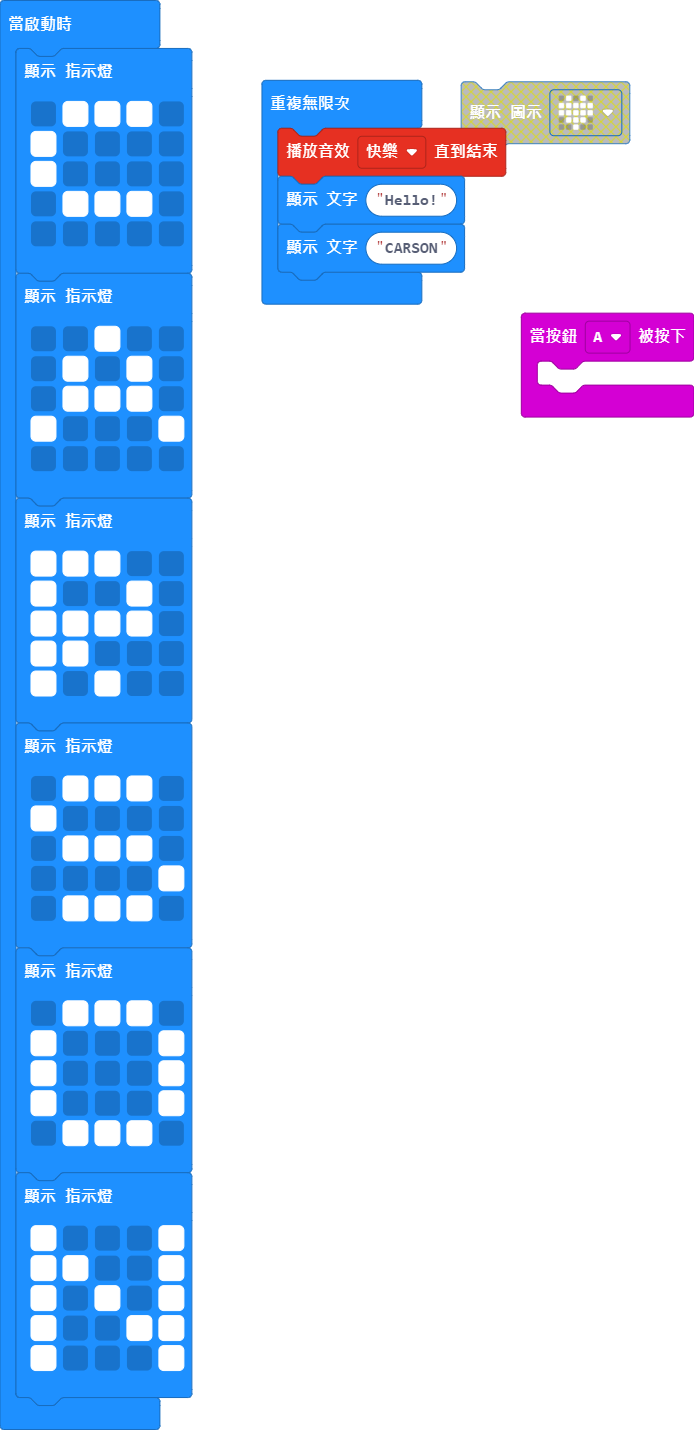 當啟動時
顯示 指示燈
顯示 指示燈
顯示 指示燈
顯示 指示燈
顯示 指示燈
顯示 指示燈
重複無限次
播放音效 快樂 直到結束
顯示 文字 "Hello!"
顯示 文字 "CARSON"
顯示 圖示
當按鈕 A 被按下